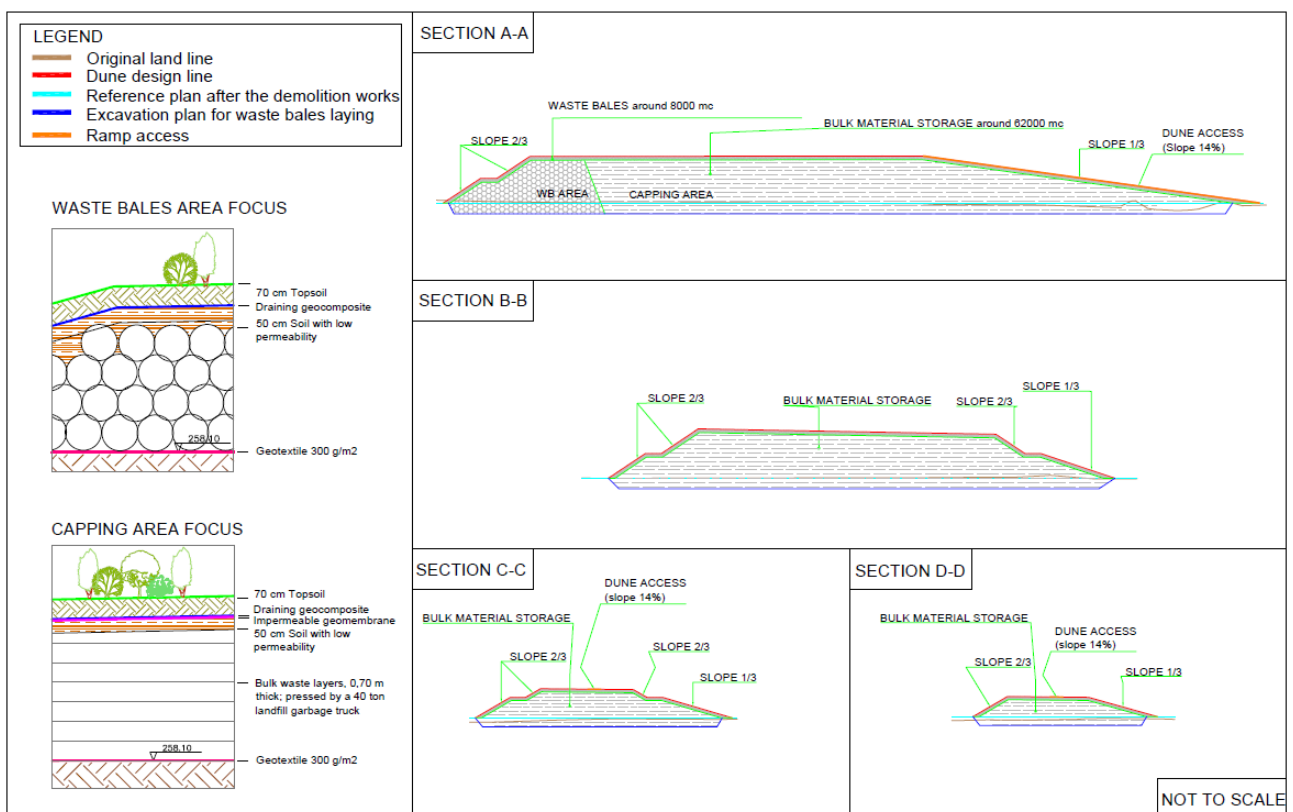 LEGEND
Original land line
Dune design line
Reference plan after the demolition works
Excavation plan for waste bales laying
Ramp access
WASTE BALES AREA FOCUS
70 cm Topsoil
Draining geocomposite
50 cm Soil with low
permeability
258.10
Geotextile 300 g/m2
CAPPING AREA FOCUS
70 cm Topsoil
Draining geocomposite
Impermeable geomembrane
50 cm Soil with low
permeability
Bulk waste layers, 0,70 m
thick; pressed by a 40 ton
landfill garbage truck
258.10
Geotextile 300 g/m2
SECTION A-A
WASTE BALES around 8000 mc
BULK MATERIAL STORAGE around 62000 mc
SLOPE 2/3
SLOPE 1/3
DUNE ACCESS
(Slope 14%)
WB AREA
CAPPING AREA
SECTION B-B
SLOPE 2/3
BULK MATERIAL STORAGE
SLOPE 2/3
SLOPE 1/3
SECTION C-C
DUNE ACCESS
(slope 14%)
BULK MATERIAL STORAGE
SLOPE 2/3
SLOPE 2/3
SLOPE 1/3
SECTION D-D
BULK MATERIAL STORAGE
DUNE ACCESS
(slope 14%)
SLOPE 2/3
SLOPE 1/3
NOT TO SCALE